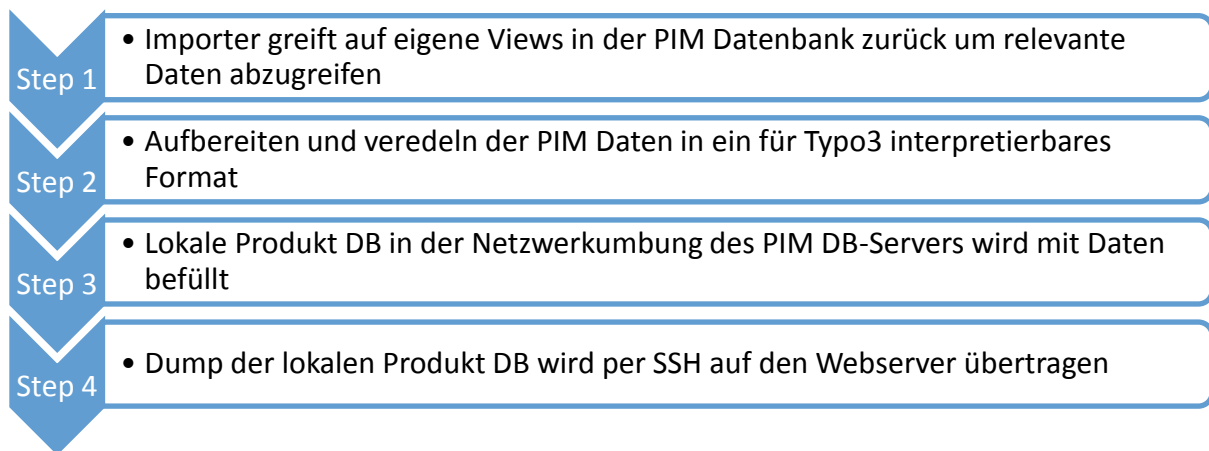 Step 1
• Importer greift auf eigene Views in der PIM Datenbank zurück um relevante
Daten abzugreifen
Step 2
• Aufbereiten und veredeln der PIM Daten in ein für Typo3 interpretierbares
Format
Step 3
• Lokale Produkt DB in der Netzwerkumbung des PIM DB-Servers wird mit Daten
befüllt
Step 4
• Dump der lokalen Produkt DB wird per SSH auf den Webserver übertragen